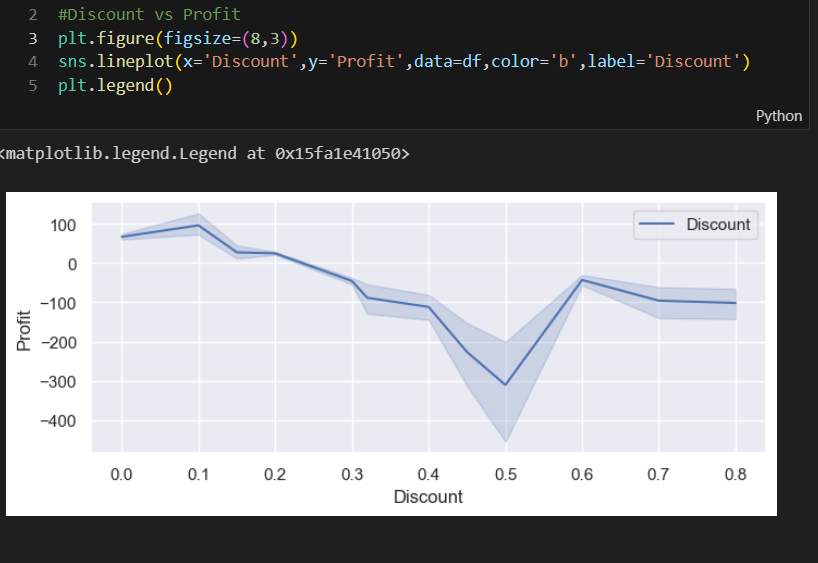 2 #Discount vs Profit
3 plt.figure(figsize=(8,3))
4 sns.lineplot(x='Discount',y='Profit',data=df,color='b',label='Discount')
5 plt.legend()
Python
<matplotlib.legend.Legend at 0x15fa1e41050>
Discount
100
0
−100
−200
−300
−400
Profit
0.0 0.1 0.2 0.3 0.4 0.5 0.6 0.7 0.8
Discount